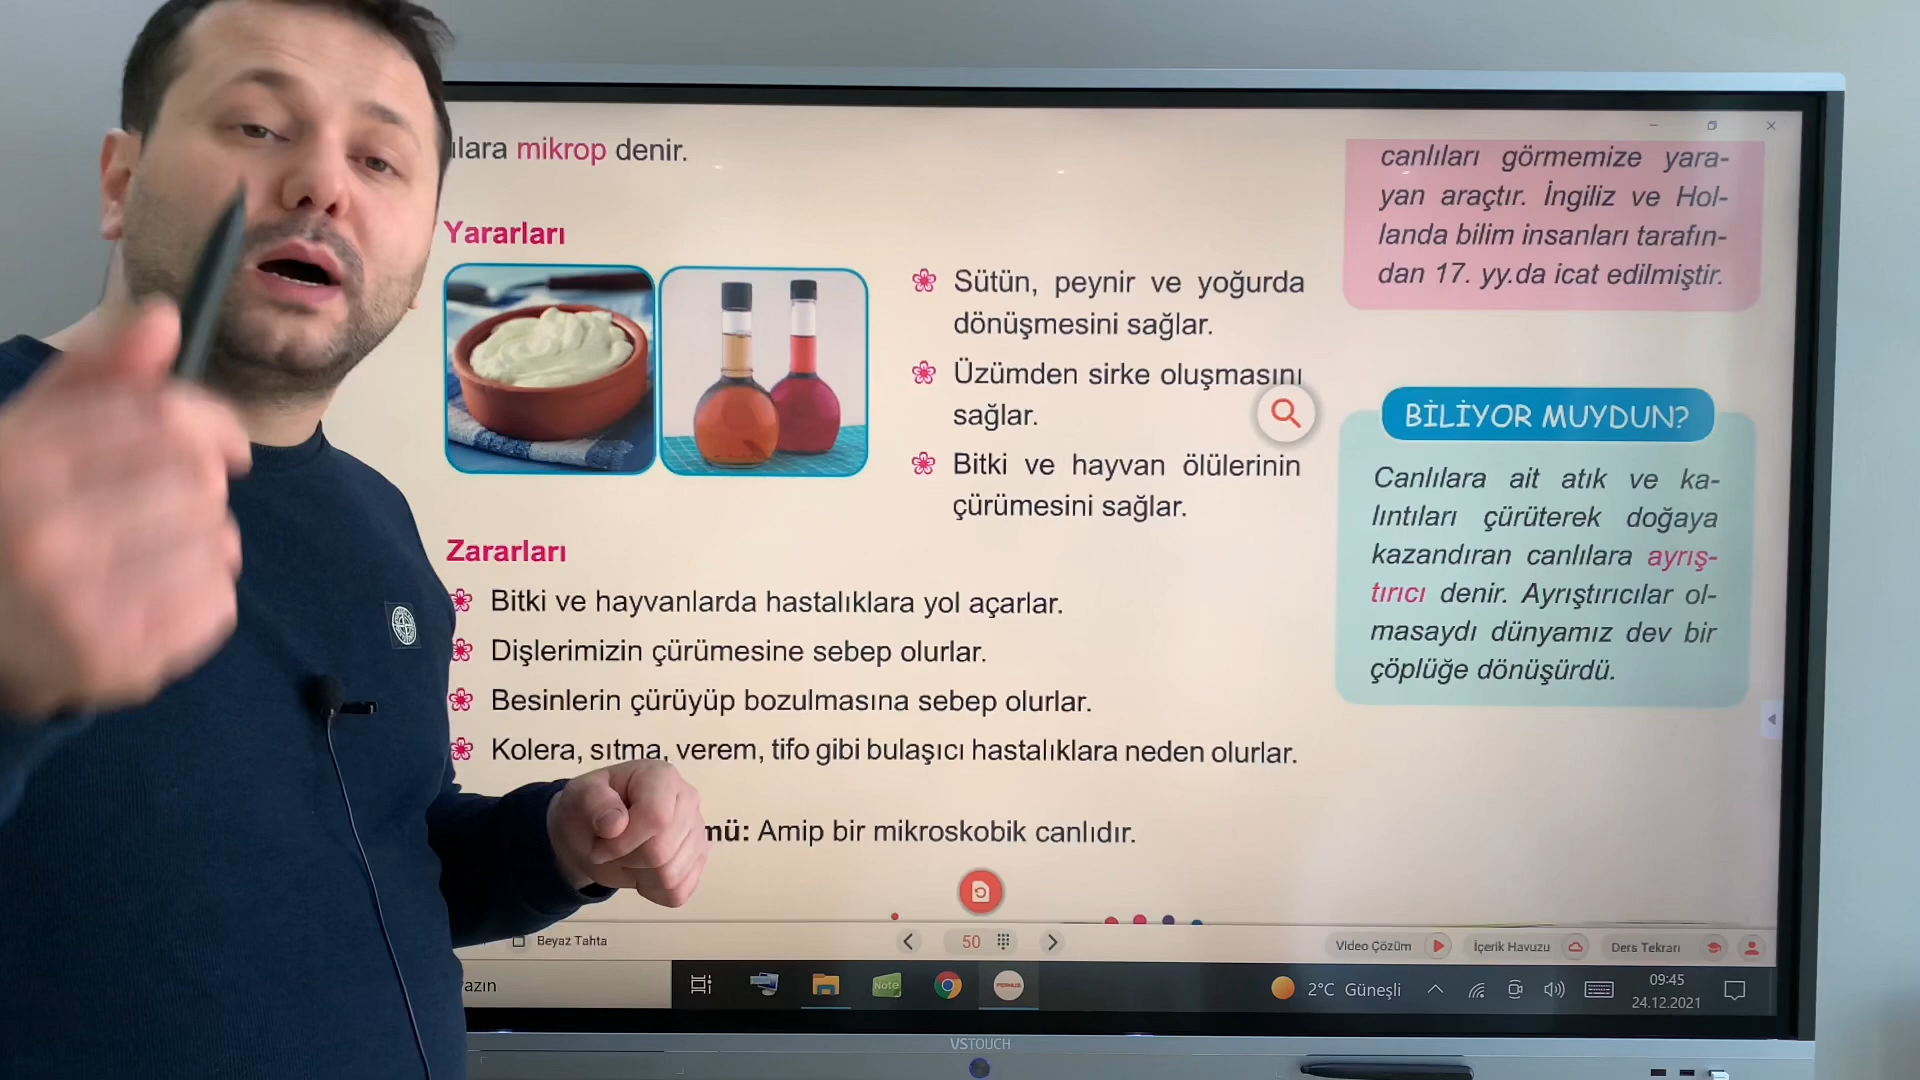 ılara mikrop denir.
Yararları
Sütün, peynir ve yoğurda
dönüşmesini sağlar.
Üzümden sirke oluşmasını
sağlar.
Bitki ve hayvan ölülerinin
çürümesini sağlar.
Zararları
Bitki ve hayvanlarda hastalıklara yol açarlar.
Dişlerimizin çürümesine sebep olurlar.
Besinlerin çürüyüp bozulmasına sebep olurlar.
Kolera, sıtma, verem, tifo gibi bulaşıcı hastalıklara neden olurlar.
mü: Amip bir mikroskobik canlıdır.
canlıları görmemize yara-
yan araçtır. İngiliz ve Hol-
landa bilim insanları tarafın-
dan 17. yy.da icat edilmiştir.
BİLİYOR MUYDUN?
Canlılara ait atık ve ka-
lıntıları çürüterek doğaya
kazandıran canlılara ayrış-
tırıcı denir. Ayrıştırıcılar ol-
masaydı dünyamız dev bir
çöplüğe dönüşürdü.
Beyaz Tahta
50
Video Çözüm
İçerik Havuzu
Ders Tekrarı
azın
Note
2°C Güneşli
09:45
24.12.2021
VSTOUCH